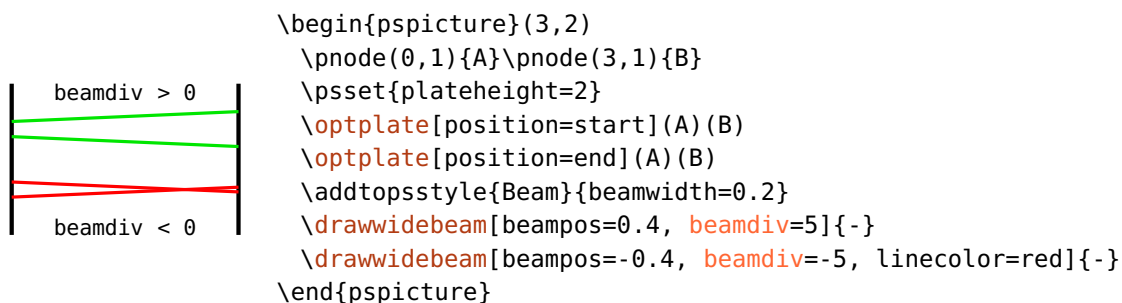 beamdiv > 0
beamdiv < 0
\begin{pspicture}(3,2)
  \pnode(0,1){A}\pnode(3,1){B}
  \psset{plateheight=2}
  \optplate[position=start](A)(B)
  \optplate[position=end](A)(B)
  \addtopsstyle{Beam}{beamwidth=0.2}
  \drawwidebeam[beampos=0.4, beamdiv=5]{-}
  \drawwidebeam[beampos=-0.4, beamdiv=-5, linecolor=red]{-}
\end{pspicture}